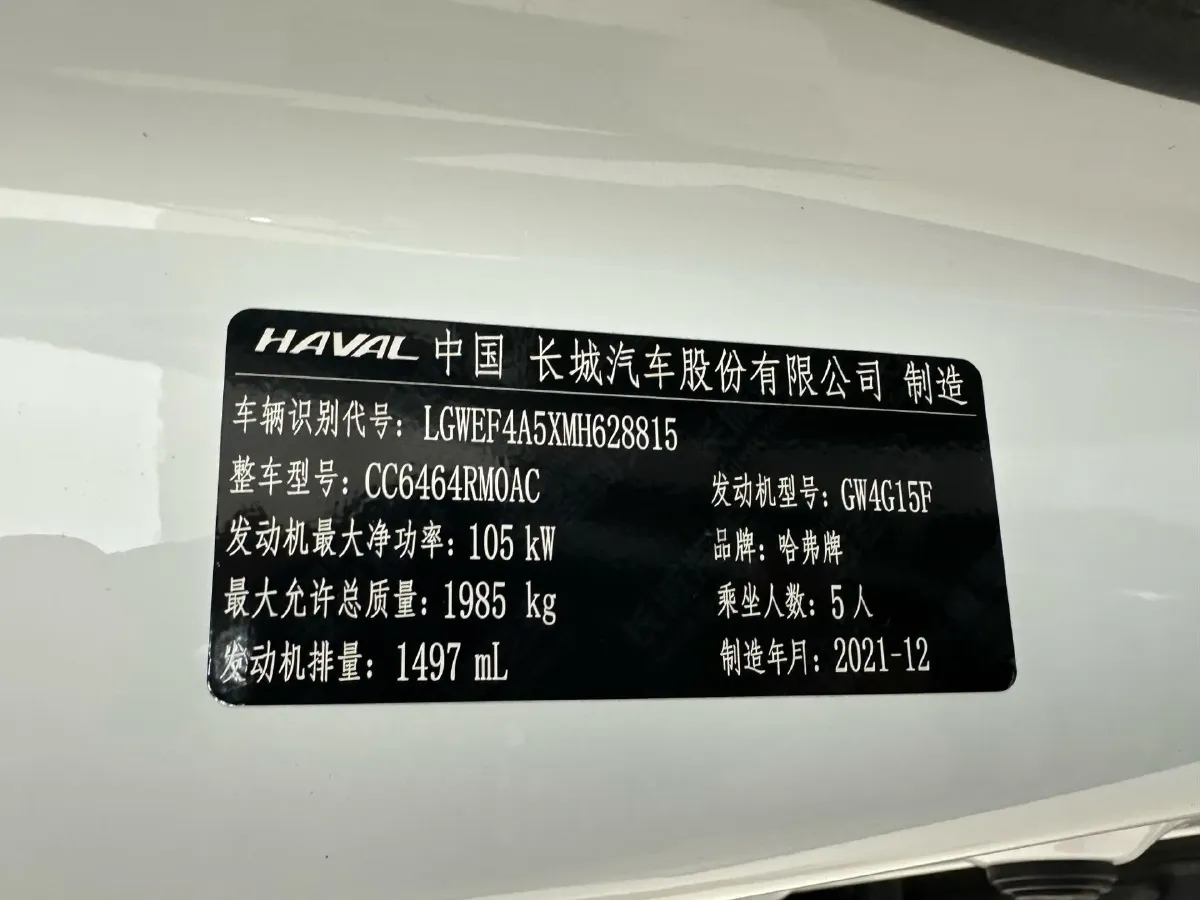 HAVAL 中国 长城汽车股份有限公司 制造
车辆识别代号：LGWEF4A5XMH628815
整车型号：CC6464RM0AC 发动机型号：GW4G15F
发动机最大净功率：105 kW 品牌：哈弗牌
最大允许总质量：1985 kg 乘坐人数：5人
发动机排量：1497 mL 制造年月：2021-12